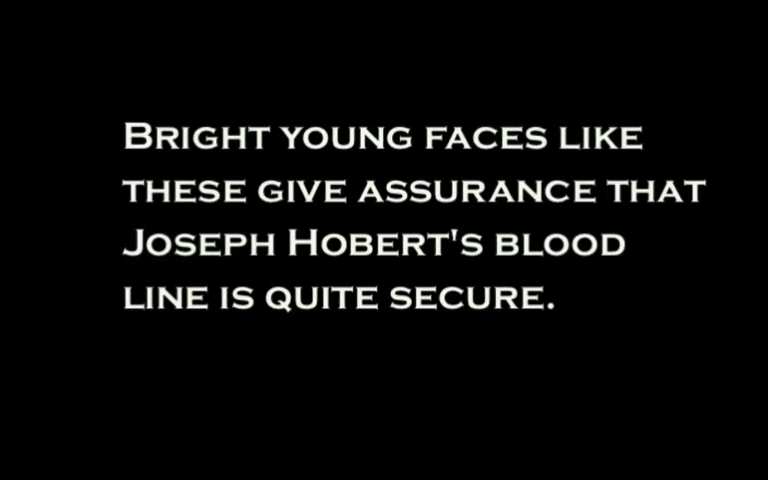 Bright young faces like
these give assurance that
Joseph Hobert's blood
line is quite secure.